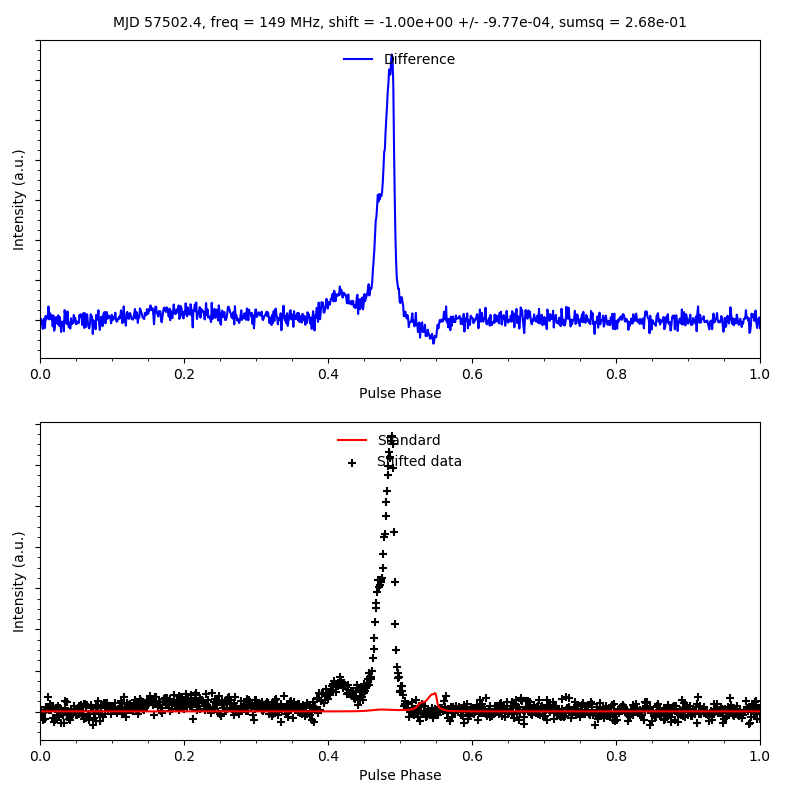 MJD 57502.4, freq = 149 MHz, shift = -1.00e+00 +/- -9.77e-04, sumsq = 2.68e-01
Difference
Intensity (a.u.)
0.0 0.2 0.4 0.6 0.8 1.0
Pulse Phase
Standard
Shifted data
Intensity (a.u.)
0.0 0.2 0.4 0.6 0.8 1.0
Pulse Phase